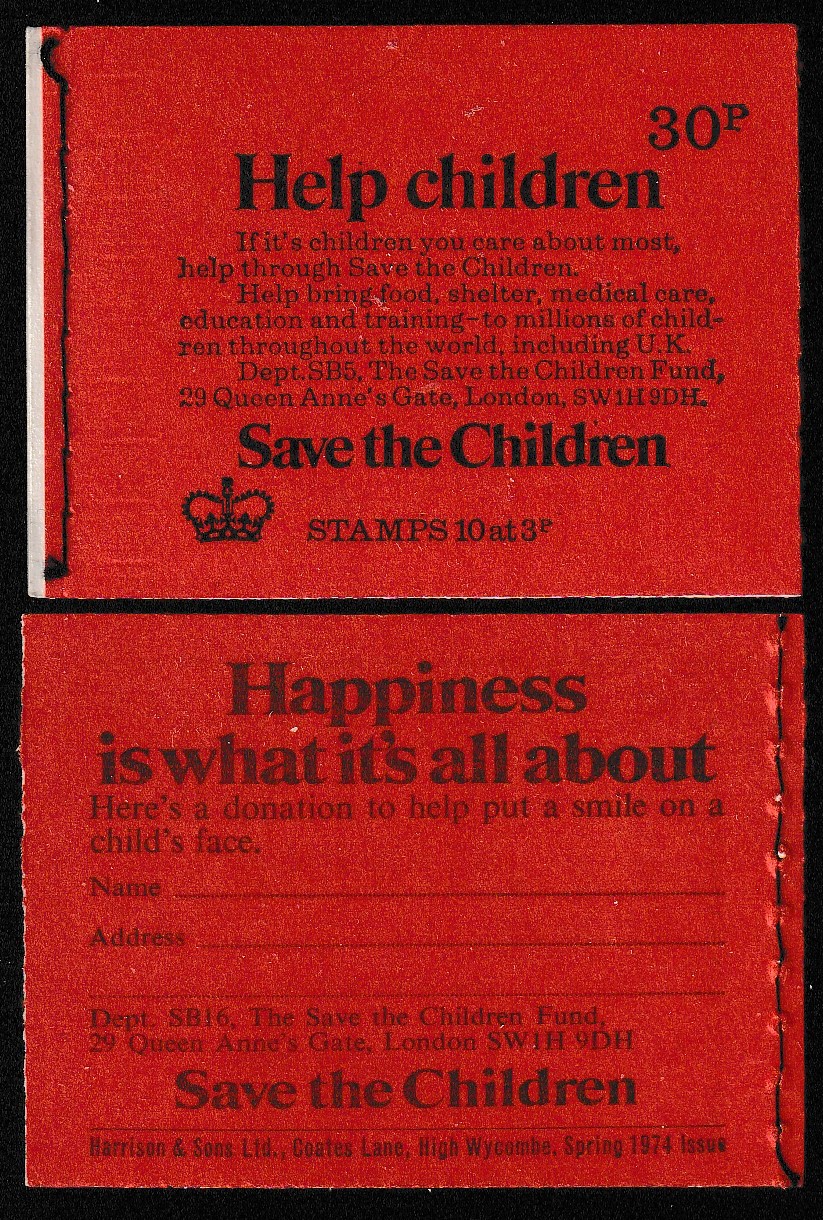 30P
Help children
If it's children you care about most,
help through Save the Children.
Help bring food, shelter, medical care,
education and training-to millions of child-
ren throughout the world, including U.K.
Dept. SB5, The Save the Children Fund,
29 Queen Anne's Gate, London, SW1H 9DH.
Save the Children
STAMPS 10 at 3P
Happiness
is what it's all about
Here's a donation to help put a smile on a
child's face.
Name
Address
Dept. SB16, The Save the Children Fund,
29 Queen Anne's Gate, London SW1H 9DH
Save the Children
Harrison & Sons Ltd., Coates Lane, High Wycombe. Spring 1974 Issue